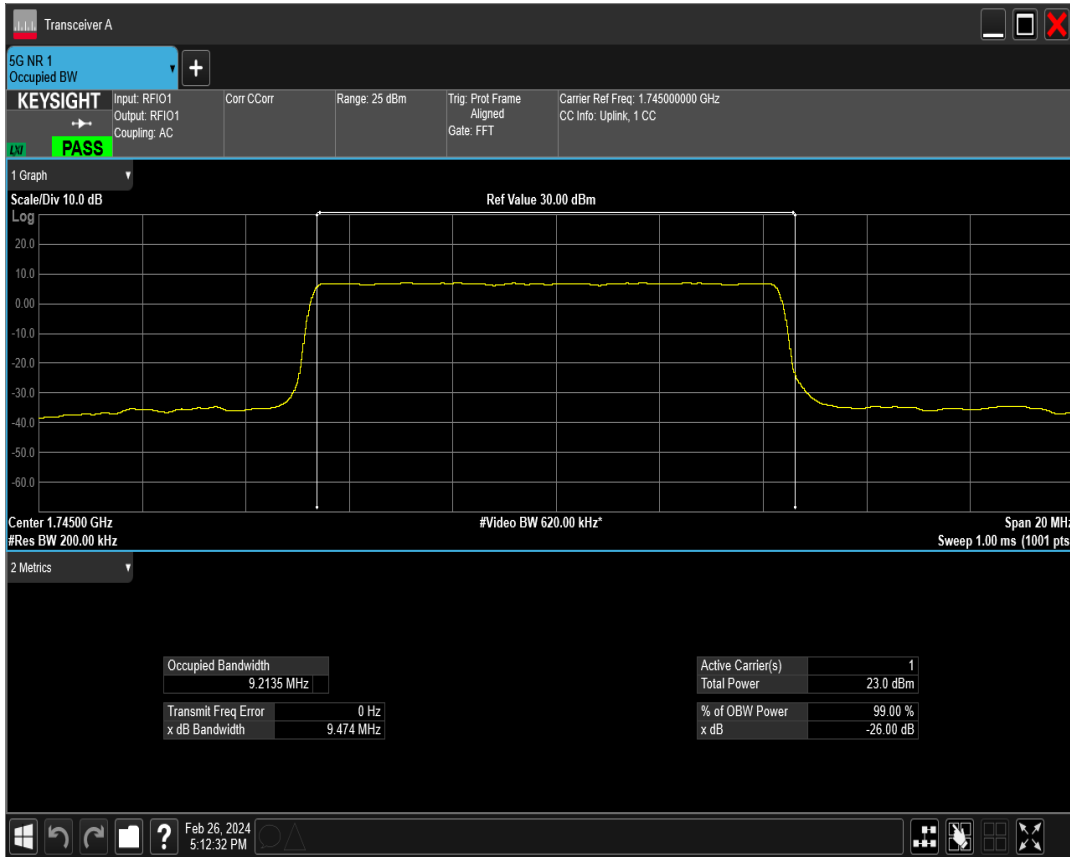 Transceiver A
5G NR 1
Occupied BW
+
KEYSIGHT
LXI
PASS
Input: RFIO1
Output: RFIO1
Coupling: AC
Corr CCorr
Range: 25 dBm
Trig: Prot Frame
Aligned
Gate: FFT
Carrier Ref Freq: 1.745000000 GHz
CC Info: Uplink, 1 CC
1 Graph
Scale/Div 10.0 dB
Ref Value 30.00 dBm
Log
20.0
10.0
0.00
-10.0
-20.0
-30.0
-40.0
-50.0
-60.0
Center 1.74500 GHz
#Video BW 620.00 kHz*
Span 20 MHz
#Res BW 200.00 kHz
Sweep 1.00 ms (1001 pts
2 Metrics
Occupied Bandwidth
9.2135 MHz
Transmit Freq Error 0 Hz
x dB Bandwidth 9.474 MHz
Active Carrier(s) 1
Total Power 23.0 dBm
% of OBW Power 99.00 %
x dB -26.00 dB
?
Feb 26, 2024
5:12:32 PM